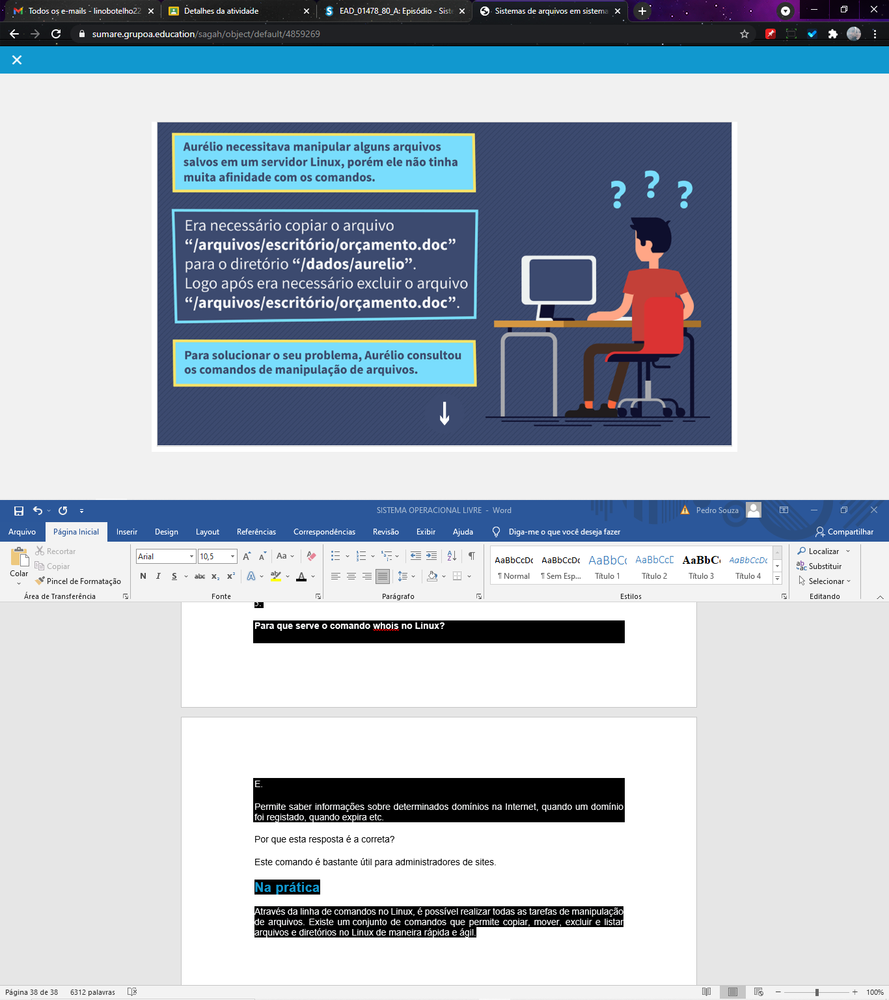 Todos os e-mails - linobotelho22
Detalhes da atividade
EAD_01478_80_A: Episódio - Sist
Sistemas de arquivos em sistema
sumare.grupoa.education/sagah/object/default/4859269
Aurélio necessitava manipular alguns arquivos
salvos em um servidor Linux, porém ele não tinha
muita afinidade com os comandos.
? ? ?
Era necessário copiar o arquivo
“/arquivos/escritório/orçamento.doc”
para o diretório “/dados/aurelio”.
Logo após era necessário excluir o arquivo
“/arquivos/escritório/orçamento.doc”.
Para solucionar o seu problema, Aurélio consultou
os comandos de manipulação de arquivos.
SISTEMA OPERACIONAL LIVRE - Word
Pedro Souza
Arquivo Página Inicial Inserir Design Layout Referências Correspondências Revisão Exibir Ajuda Diga-me o que você deseja fazer Compartilhar
Colar
Recortar
Copiar
Pincel de Formatação
Área de Transferência
Arial 10,5
Aa
N I S abc x₂ x²
Fonte
Parágrafo
AaBbCcDc AaBbCcDc AaBbCc AaBbCcD AaBbCc AaBbCcDc
¶ Normal ¶ Sem Esp... Título 1 Título 2 Título 3 Título 4
Estilos
Localizar
Substituir
Selecionar
Editando
Para que serve o comando whois no Linux?
E.
Permite saber informações sobre determinados domínios na Internet, quando um domínio
foi registado, quando expira etc.
Por que esta resposta é a correta?
Este comando é bastante útil para administradores de sites.
Na prática
Através da linha de comandos no Linux, é possível realizar todas as tarefas de manipulação
de arquivos. Existe um conjunto de comandos que permite copiar, mover, excluir e listar
arquivos e diretórios no Linux de maneira rápida e ágil.
Página 38 de 38 6312 palavras
100%